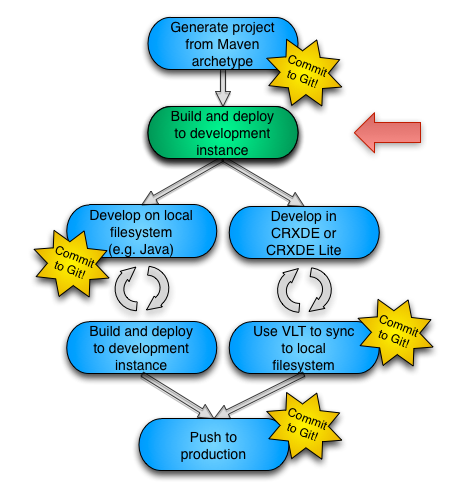 Generate project
from Maven
archetype
Commit
to Git!
Build and deploy
to development
instance
Develop on local
filesystem
(e.g. Java)
Commit
to Git!
Develop in
CRXDE or
CRXDE Lite
Build and deploy
to development
instance
Use VLT to sync
to local
filesystem
Commit
to Git!
Push to
production
Commit
to Git!